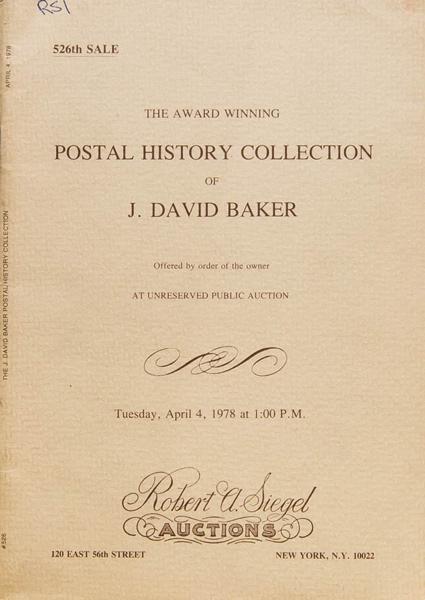 RSI
526th SALE
THE AWARD WINNING
POSTAL HISTORY COLLECTION
OF
J. DAVID BAKER
Offered by order of the owner
AT UNRESERVED PUBLIC AUCTION
Tuesday, April 4, 1978 at 1:00 P.M.
Robert A. Siegel
AUCTIONS
120 EAST 56th STREET NEW YORK, N.Y. 10022
APRIL 4, 1978
THE J. DAVID BAKER POSTAL HISTORY COLLECTION
#526